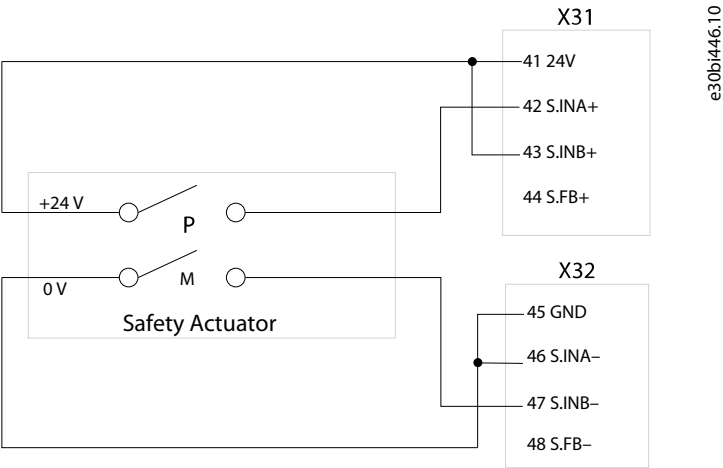 X31
41 24V
42 S.INA+
43 S.INB+
44 S.FB+
+24 V
P
M
0 V
Safety Actuator
X32
45 GND
46 S.INA–
47 S.INB–
48 S.FB–
e30bi446.10